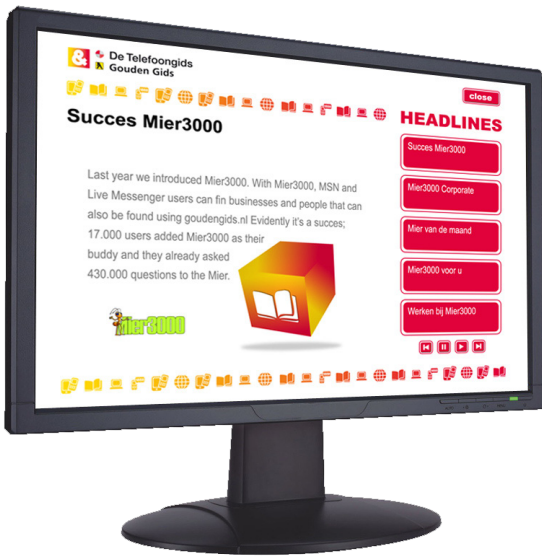 &
De Telefoongids
Gouden Gids
close
Succes Mier3000
HEADLINES
Last year we introduced Mier3000. With Mier3000, MSN and
Live Messenger users can fin businesses and people that can
also be found using goudengids.nl Evidently it's a succes;
17.000 users added Mier3000 as their
buddy and they already asked
430.000 questions to the Mier.
Mier3000
Succes Mier3000
Mier3000 Corporate
Mier van de maand
Mier3000 voor u
Werken bij Mier3000